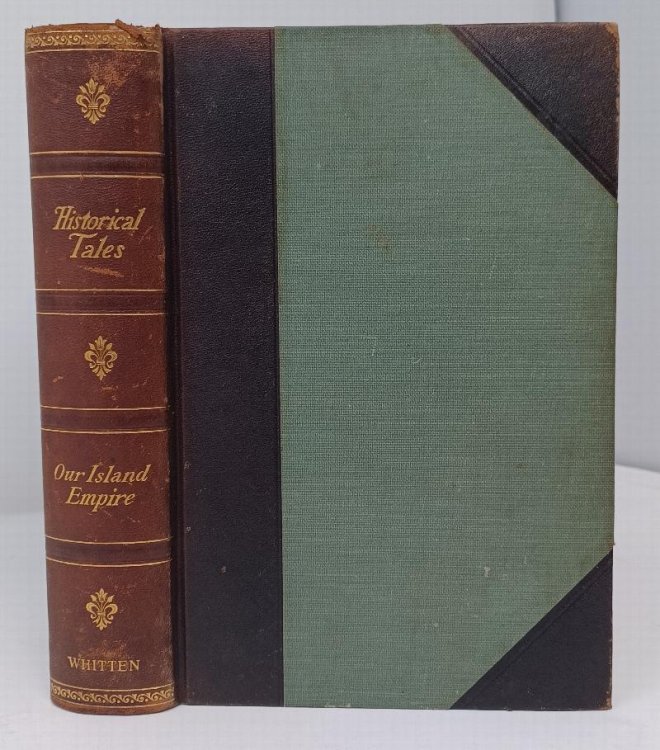 Historical
Tales
Our Island
Empire
WHITTEN